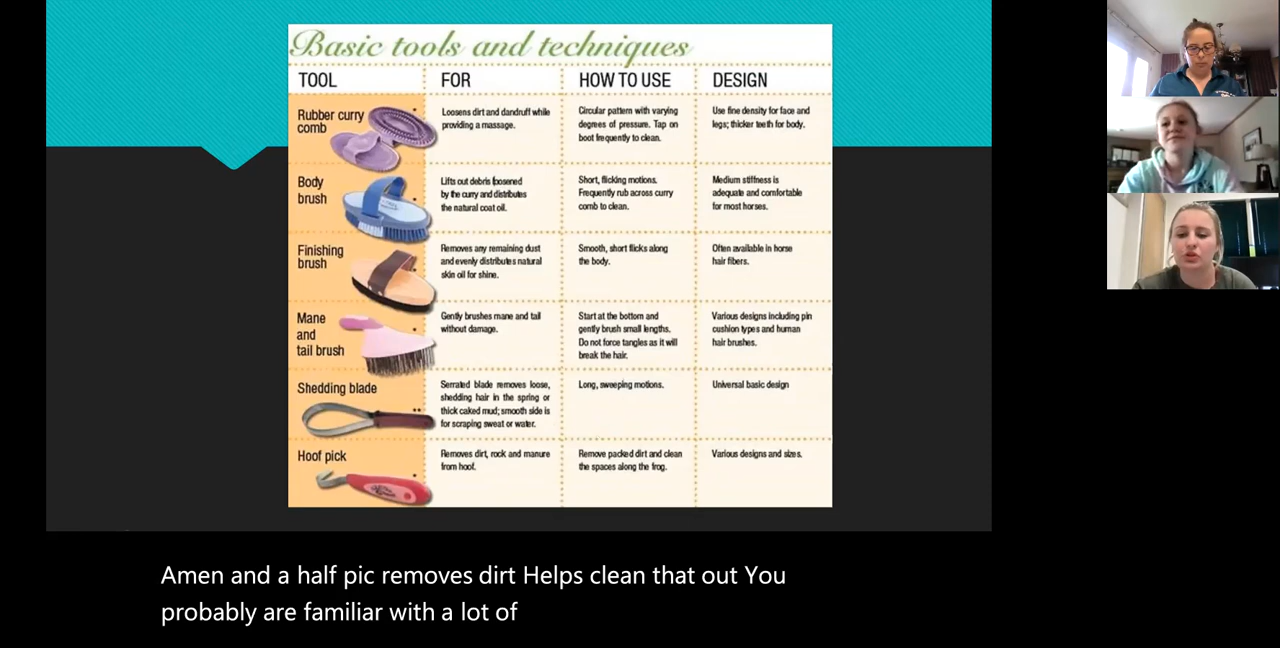 Basic tools and techniques
TOOL FOR HOW TO USE DESIGN
Rubber curry
comb
Loosens dirt and dandruff while
providing a massage.
Circular pattern with varying
degrees of pressure. Tap on
boot frequently to clean.
Use fine density for face and
legs; thicker teeth for body.
Body
brush
Lifts out debris loosened
by the curry and distributes
the natural coat oil.
Short, flicking motions.
Frequently rub across curry
comb to clean.
Medium stiffness is
adequate and comfortable
for most horses.
Finishing
brush
Removes any remaining dust
and evenly distributes natural
skin oil for shine.
Smooth, short flicks along
the body.
Often available in horse
hair fibers.
Mane
and
tail brush
Gently brushes mane and tail
without damage.
Start at the bottom and
gently brush small lengths.
Do not force tangles as it will
break the hair.
Various designs including pin
cushion types and human
hair brushes.
Shedding blade
Serrated blade removes loose,
shedding hair in the spring or
thick caked mud; smooth side is
for scraping sweat or water.
Long, sweeping motions.
Universal basic design
Hoof pick
Removes dirt, rock and manure
from hoof.
Remove packed dirt and clean
the spaces along the frog.
Various designs and sizes.
Amen and a half pic removes dirt Helps clean that out You
probably are familiar with a lot of